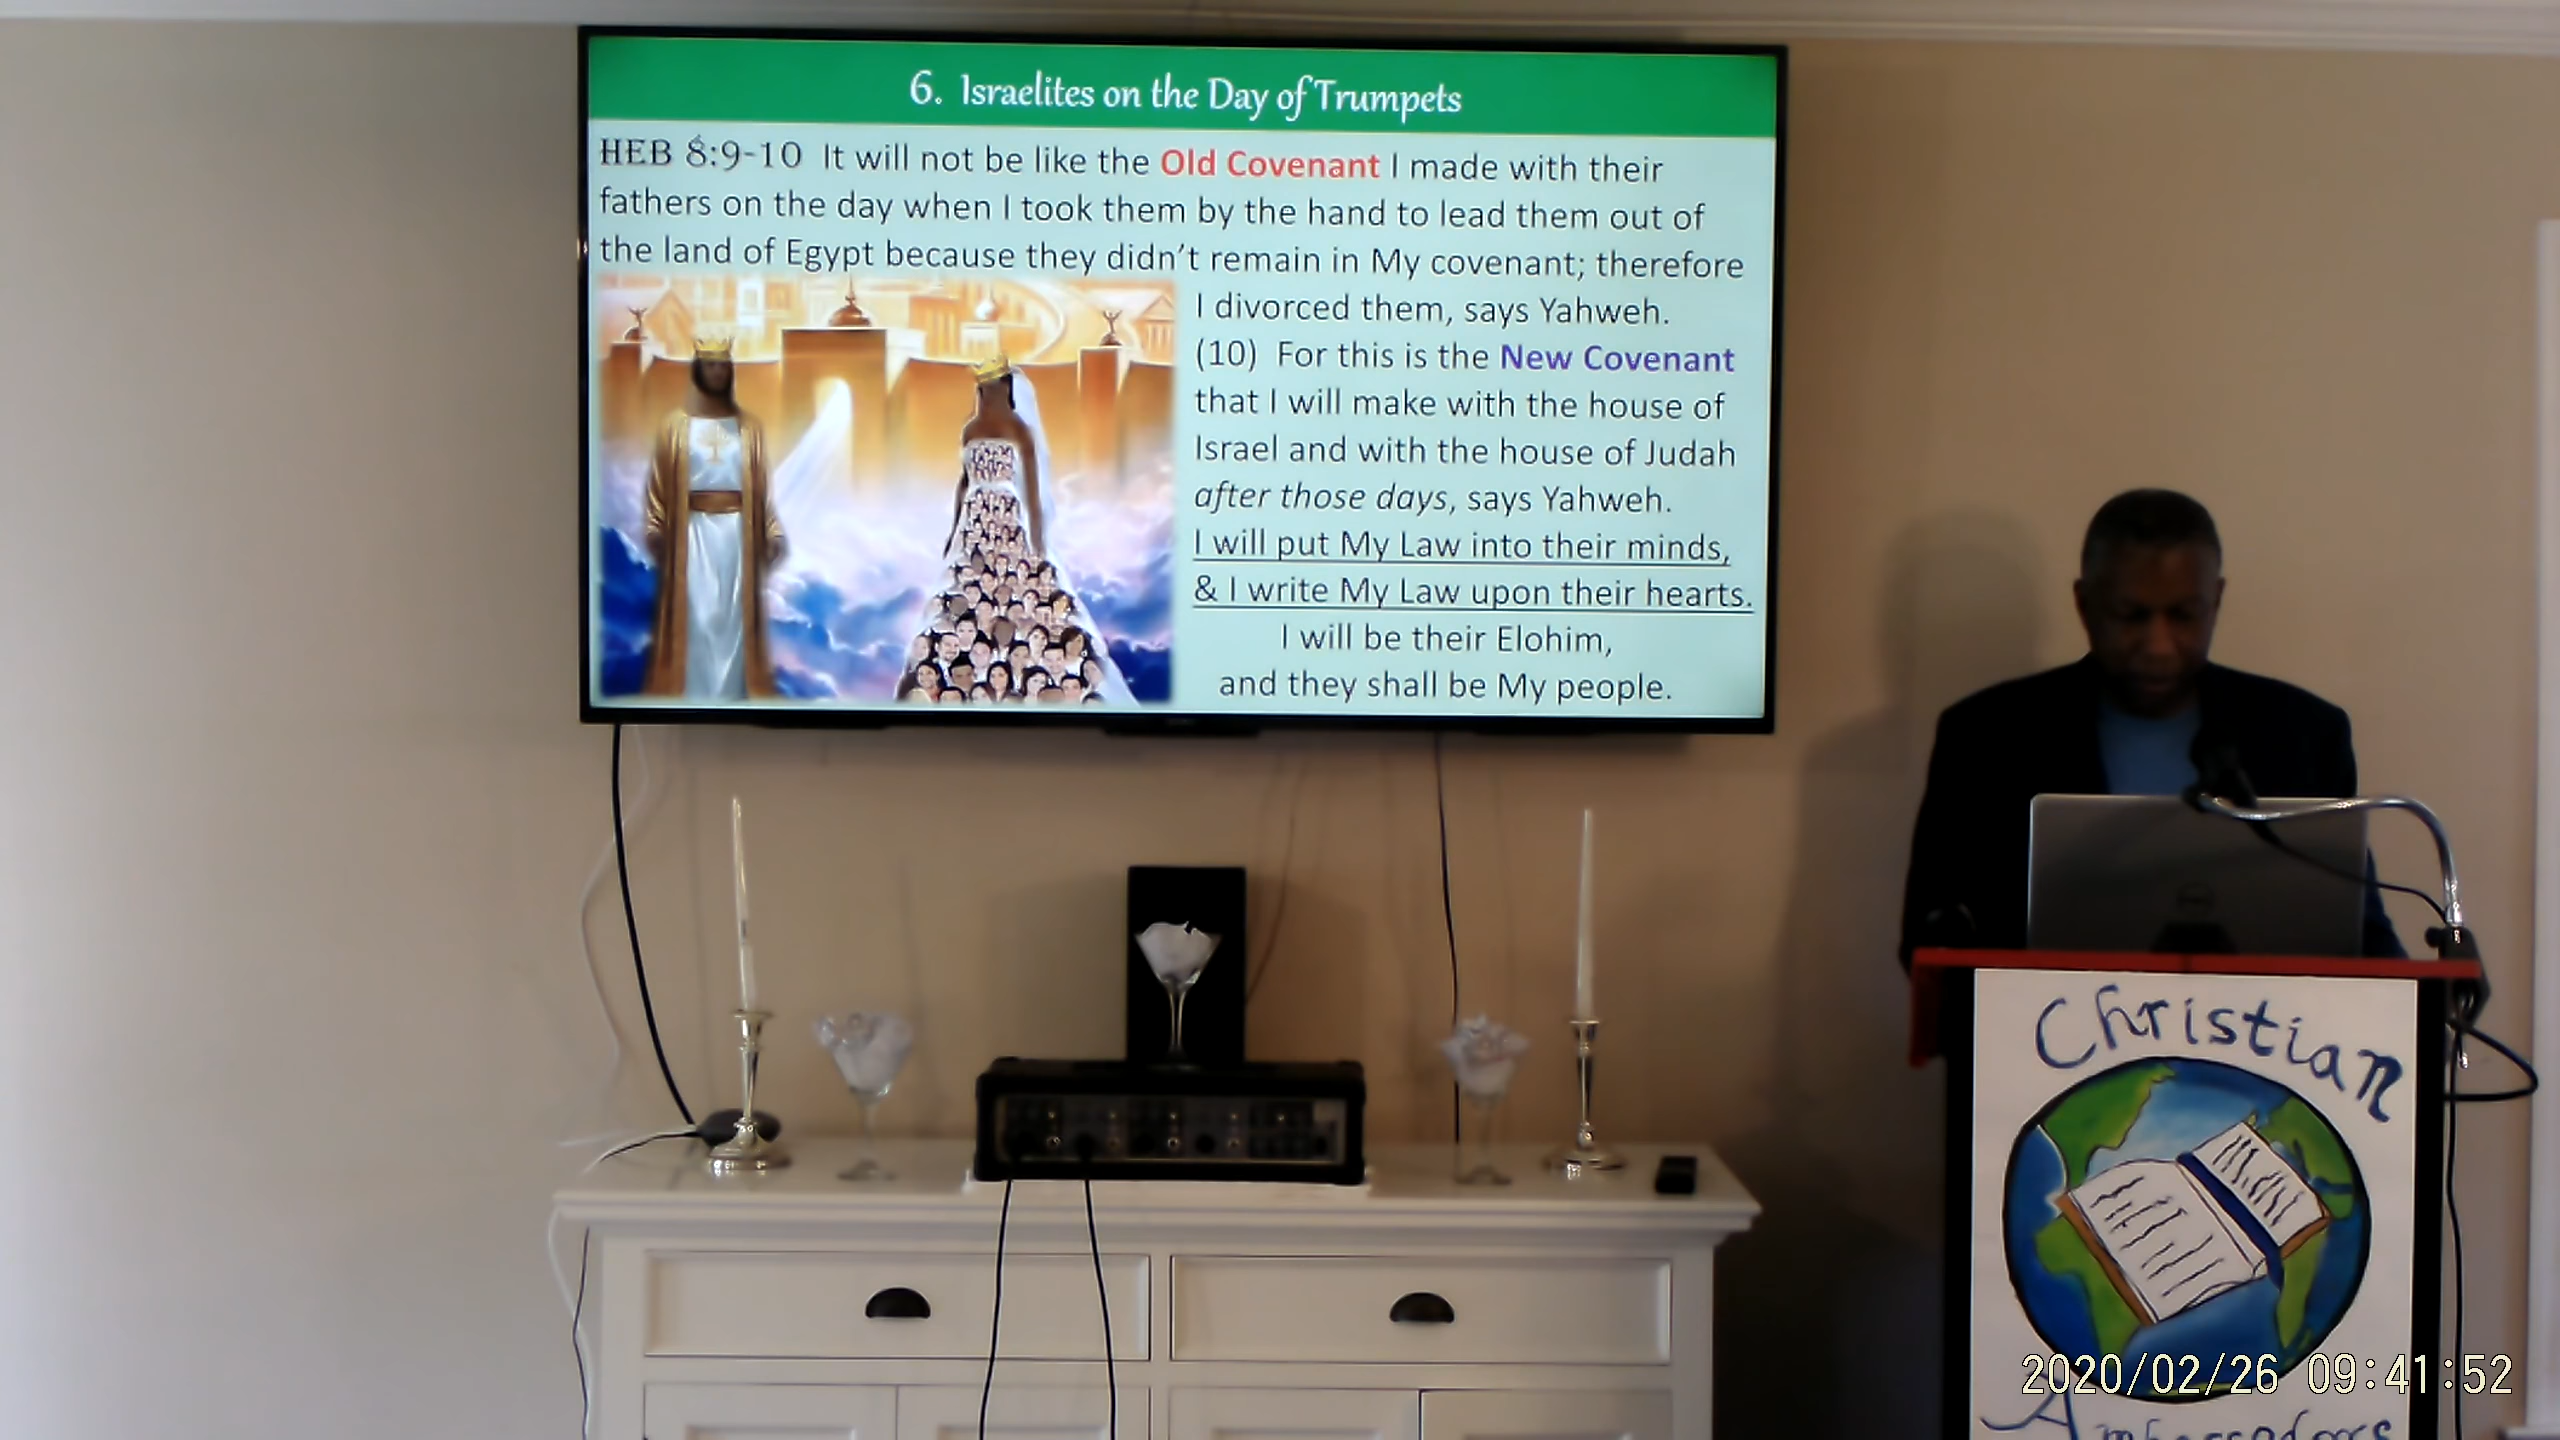 6. Israelites on the Day of Trumpets
HEB 8:9-10 It will not be like the Old Covenant I made with their
fathers on the day when I took them by the hand to lead them out of
the land of Egypt because they didn't remain in My covenant; therefore
I divorced them, says Yahweh.
(10) For this is the New Covenant
that I will make with the house of
Israel and with the house of Judah
after those days, says Yahweh.
I will put My Law into their minds,
& I write My Law upon their hearts.
I will be their Elohim,
and they shall be My people.
Christian
Ambassadors
2020/02/26 09:41:52